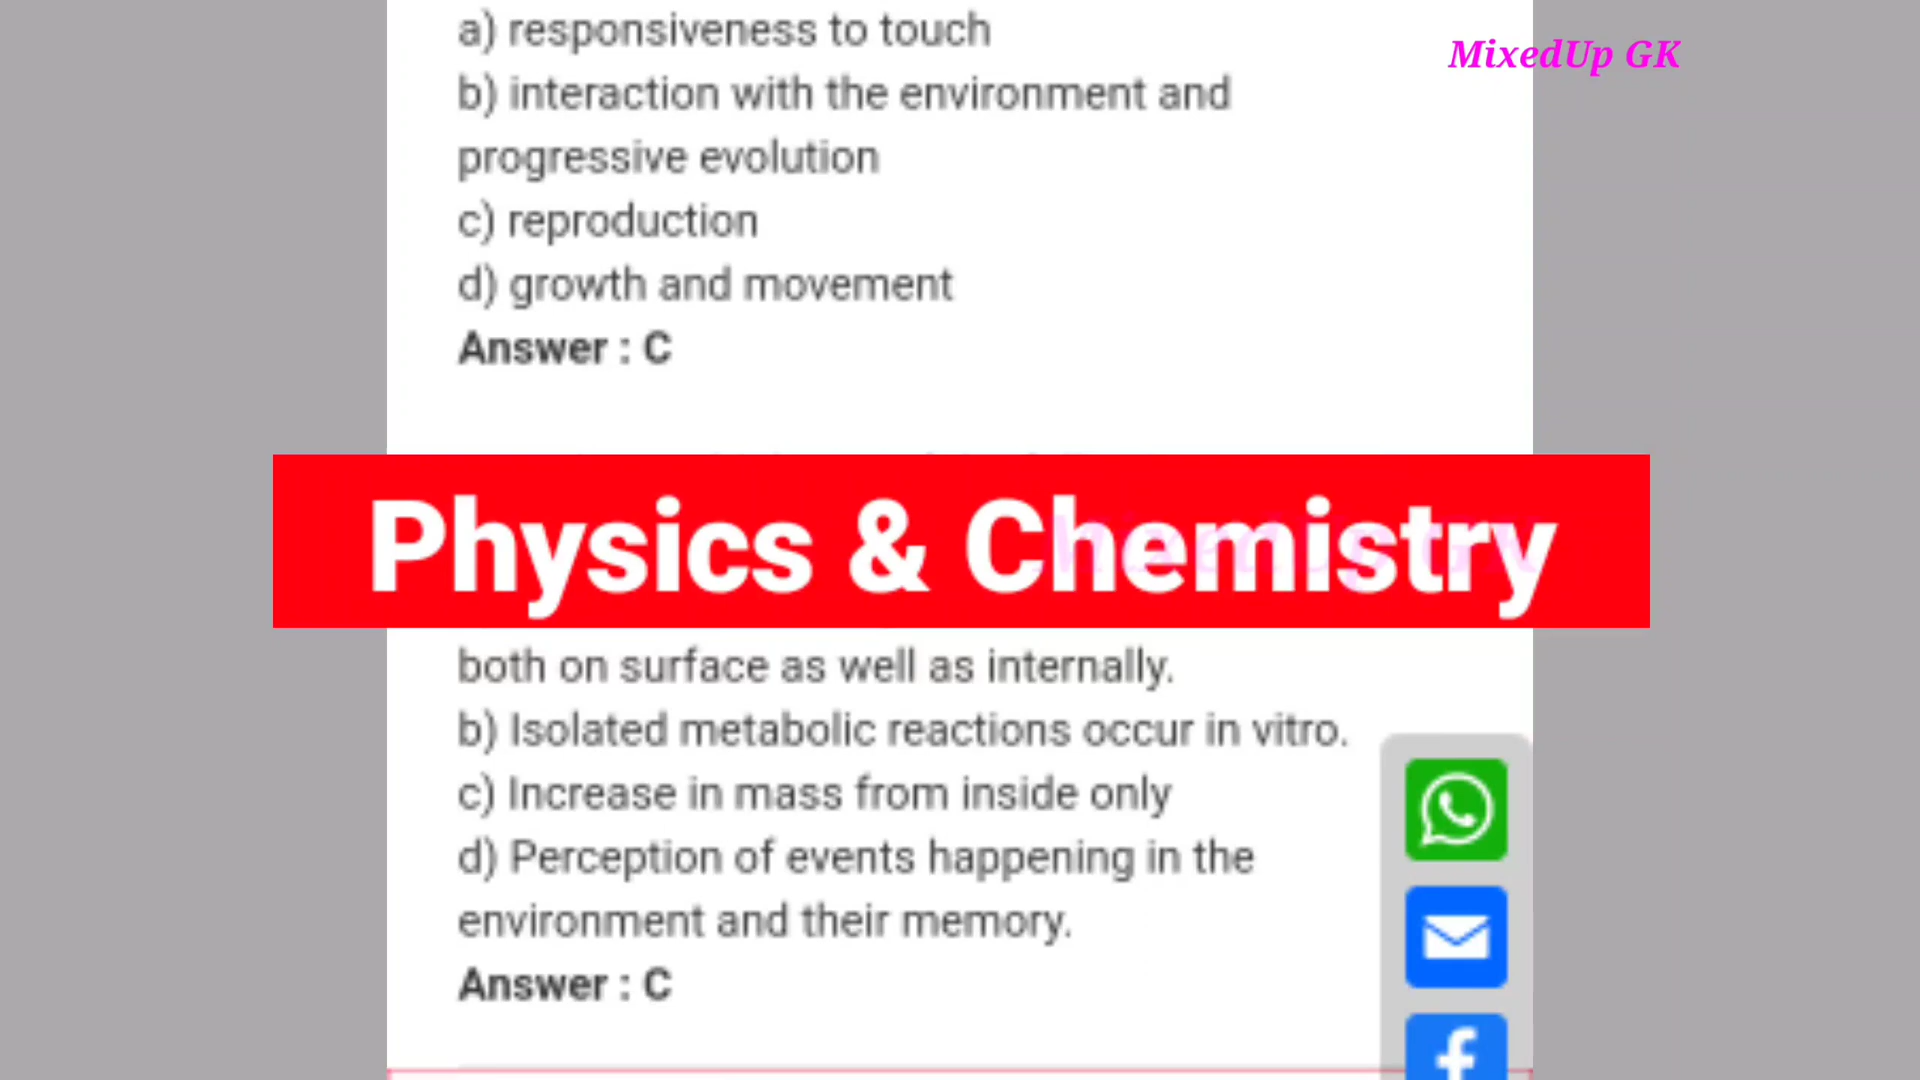 a) responsiveness to touch
MixedUp GK
b) interaction with the environment and
progressive evolution
c) reproduction
d) growth and movement
Answer : C
Physics & Chemistry
both on surface as well as internally.
b) Isolated metabolic reactions occur in vitro.
c) Increase in mass from inside only
d) Perception of events happening in the
environment and their memory.
Answer : C